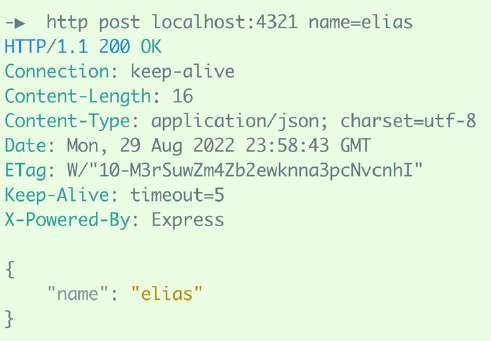 -► http post localhost:4321 name=elias
HTTP/1.1 200 OK
Connection: keep-alive
Content-Length: 16
Content-Type: application/json; charset=utf-8
Date: Mon, 29 Aug 2022 23:58:43 GMT
ETag: W/"10-M3rSuwZm4Zb2ewknna3pcNvcnhI"
Keep-Alive: timeout=5
X-Powered-By: Express
{
    "name": "elias"
}